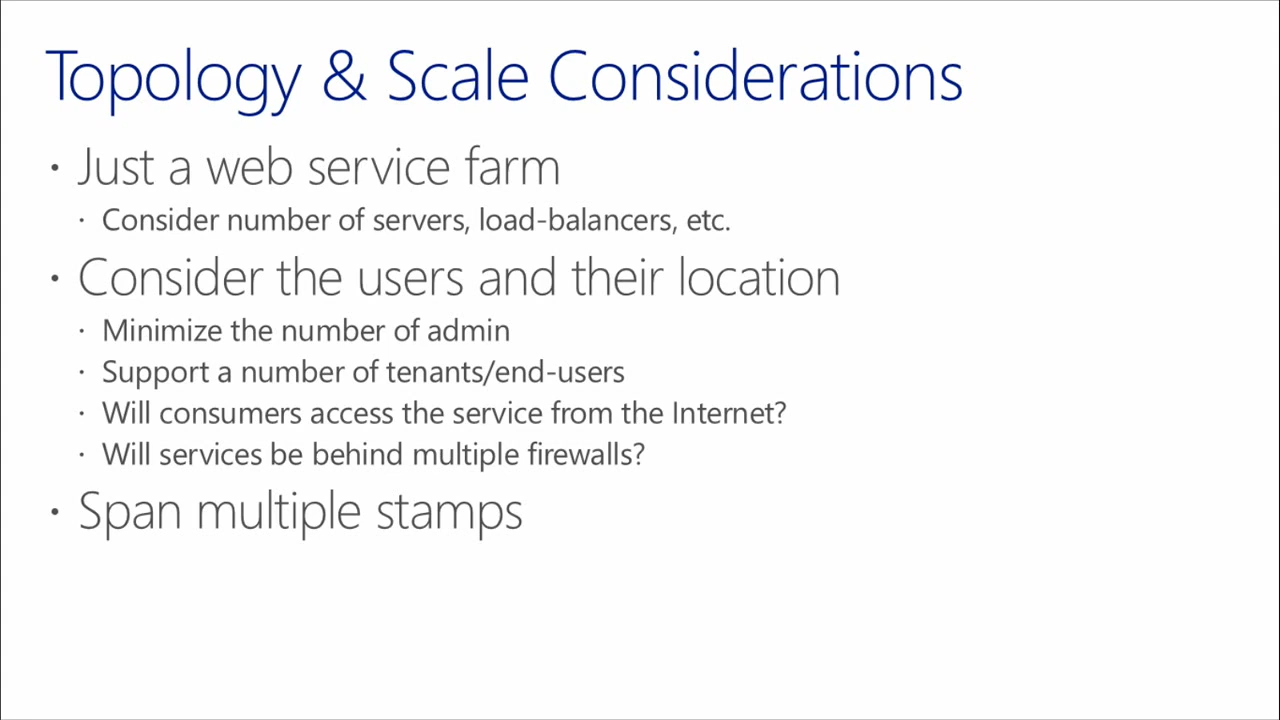 Topology & Scale Considerations
· Just a web service farm
· Consider number of servers, load-balancers, etc.
· Consider the users and their location
· Minimize the number of admin
· Support a number of tenants/end-users
· Will consumers access the service from the Internet?
· Will services be behind multiple firewalls?
· Span multiple stamps